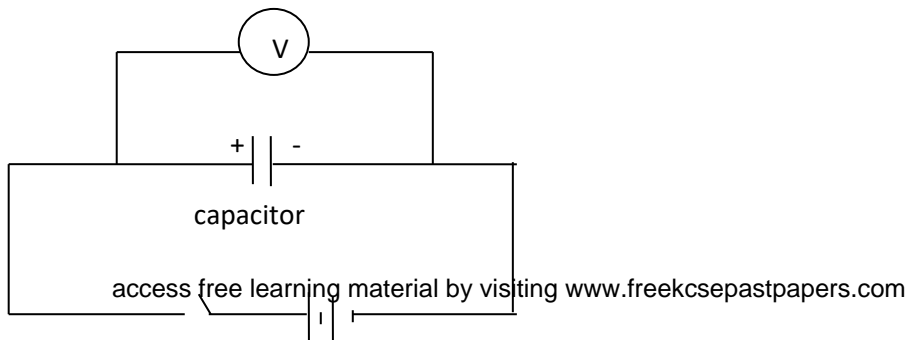 V
+ -
capacitor
access free learning material by visiting www.freekcsepastpapers.com